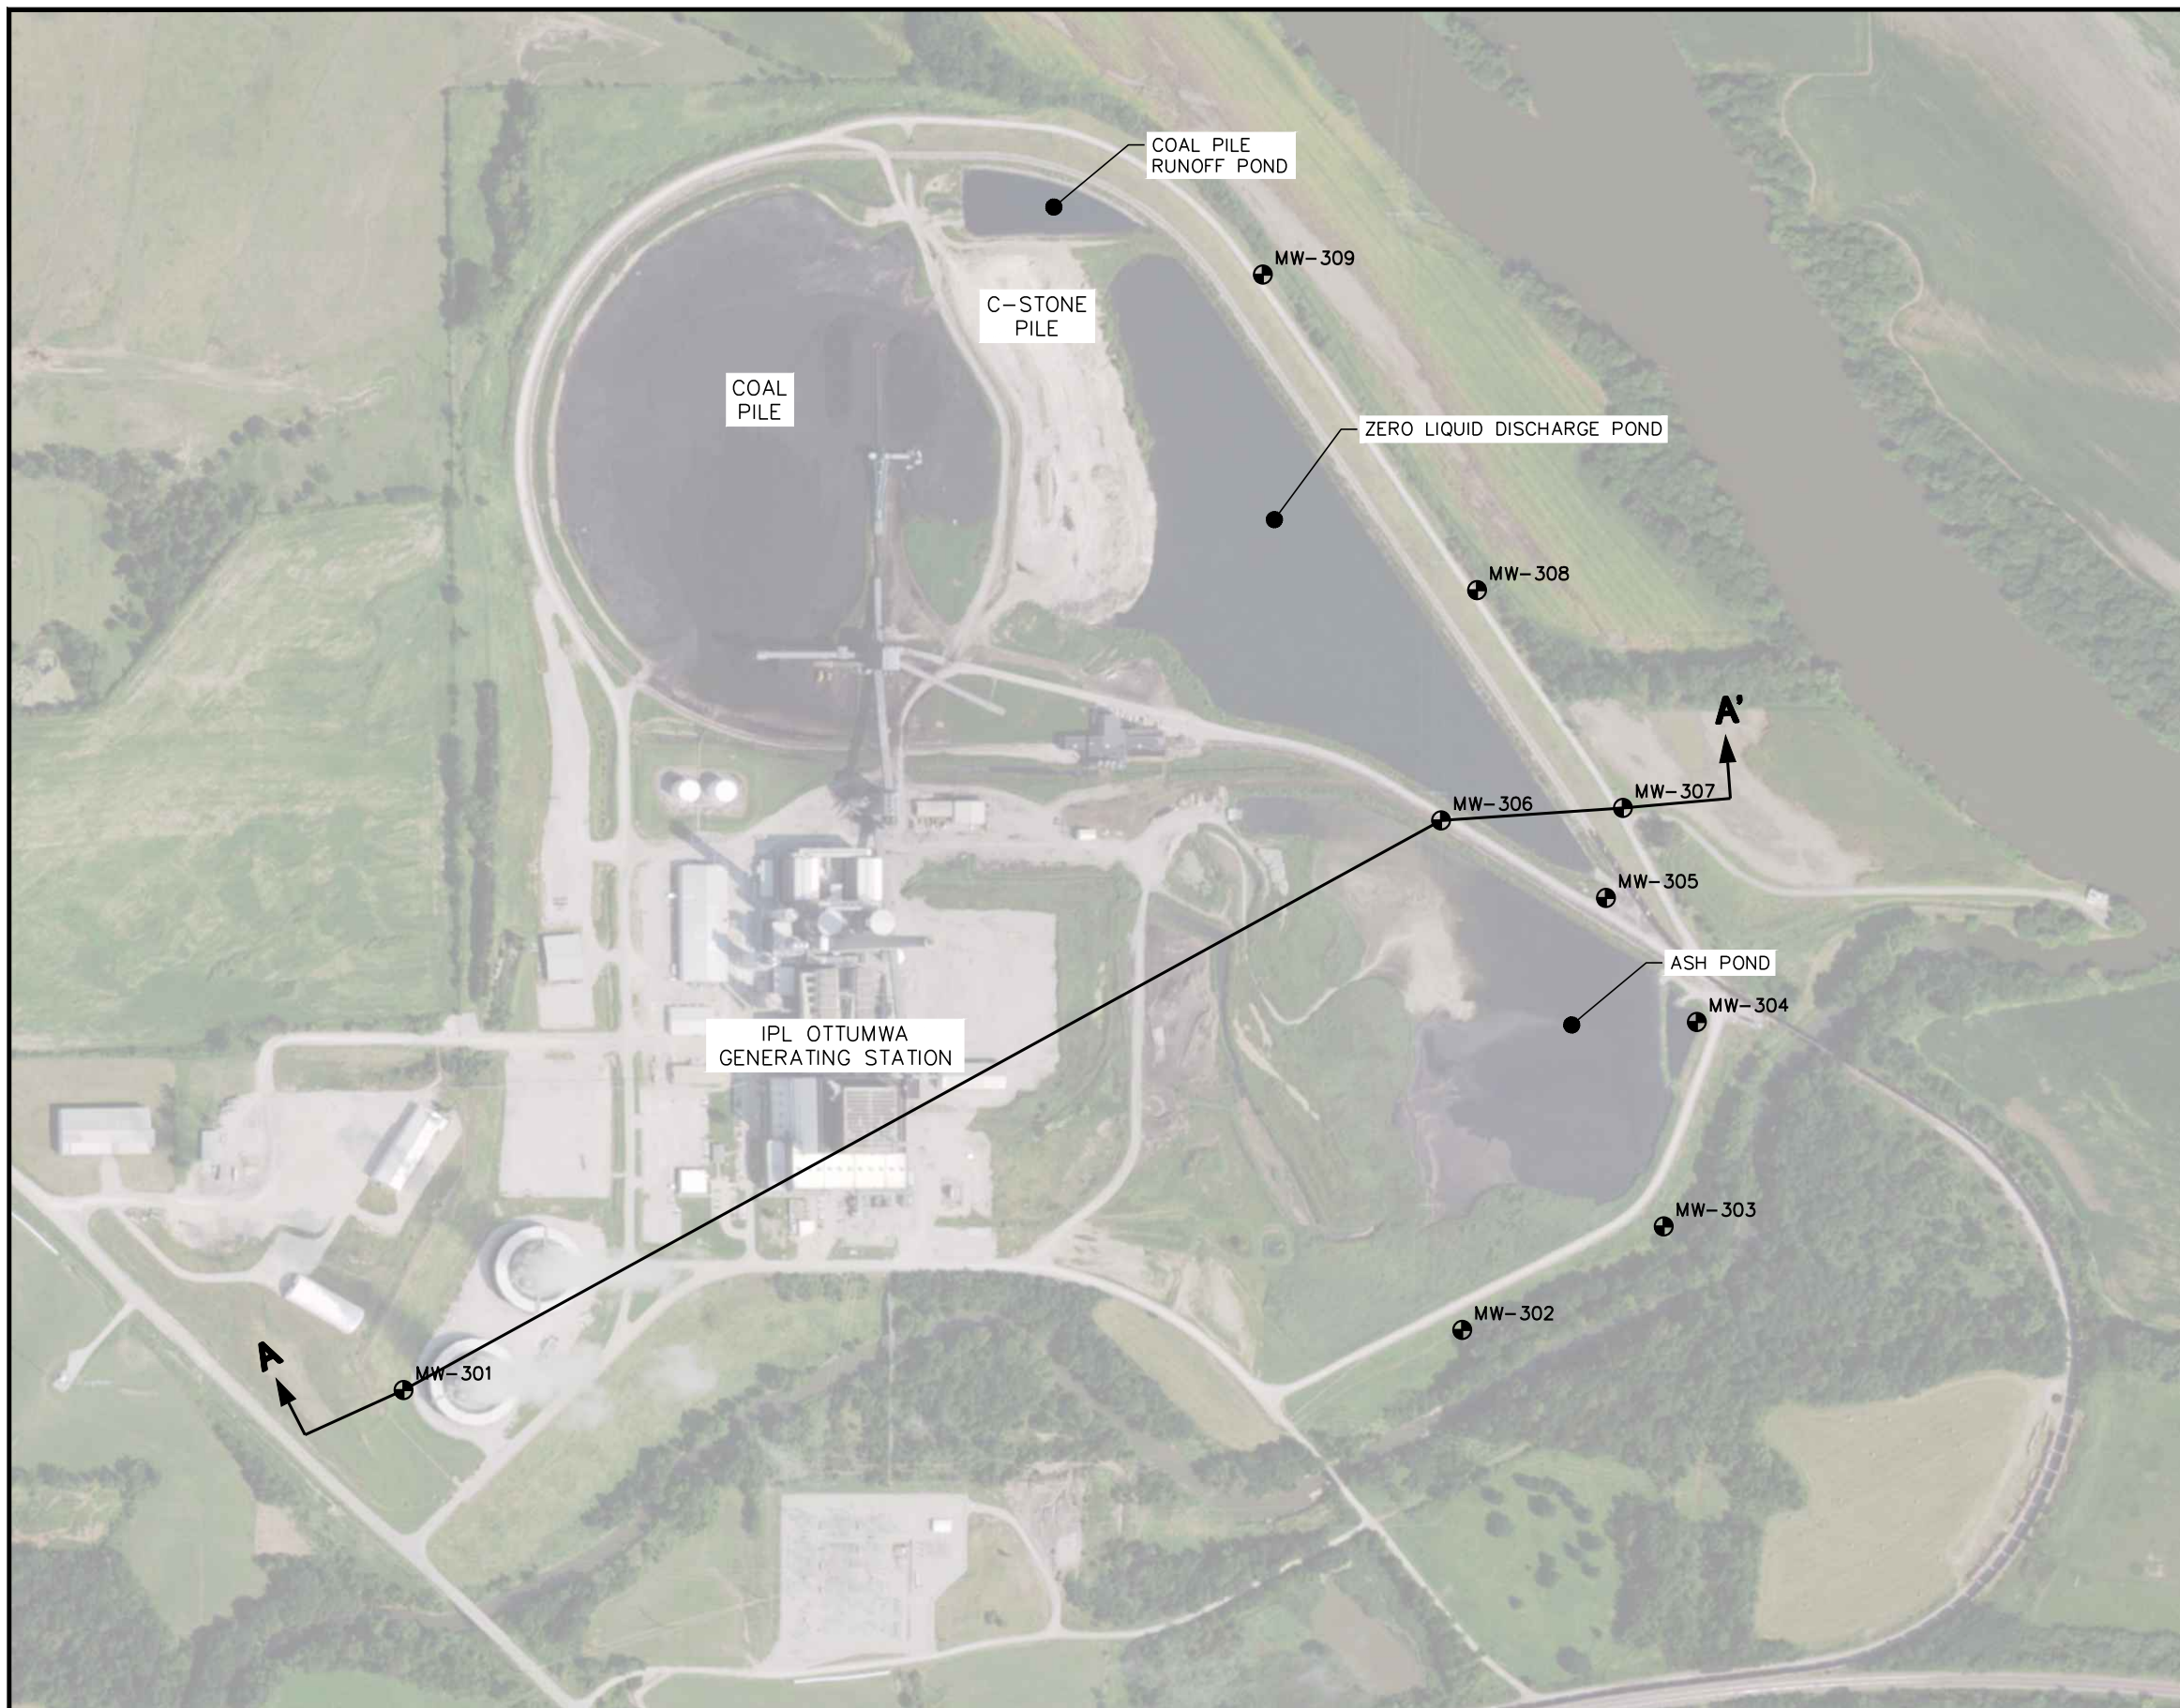 COAL PILE
RUNOFF POND
MW-309
C-STONE
PILE
COAL
PILE
ZERO LIQUID DISCHARGE POND
MW-308
A'
MW-307
MW-306
MW-305
ASH POND
MW-304
IPL OTTUMWA
GENERATING STATION
MW-303
MW-302
A
MW-301